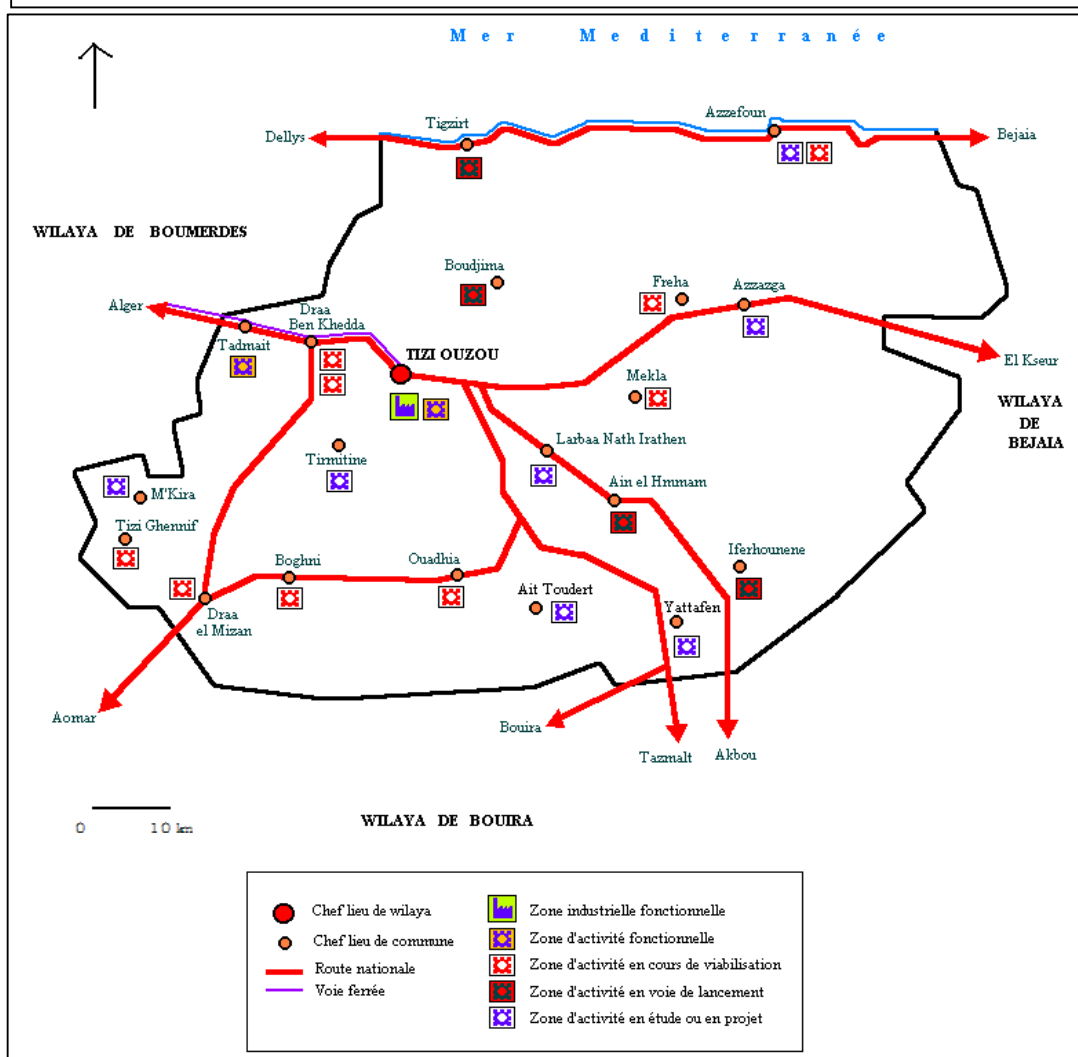 Mer Mediterranée
Tigzirt
Azzefoun
Dellys
Bejaia
WILAYA DE BOUMERDES
Boudjima
Freha
Azzazga
Alger
Draa
Ben Khedda
Tadmait
TIZI OUZOU
El Kseur
Mekla
WILAYA
DE
BEJAIA
Larbaa Nath Irathen
Tirmitine
Ain el Hmmam
M'Kira
Tizi Ghennif
Boghni
Ouadhia
Iferhounene
Ait Toudert
Yattafen
Draa
el Mizan
Aomar
Bouira
Tazmalt
Akbou
0 10 km
WILAYA DE BOUIRA
Chef lieu de wilaya
Chef lieu de commune
Route nationale
Voie ferrée
Zone industrielle fonctionnelle
Zone d'activité fonctionnelle
Zone d'activité en cours de viabilisation
Zone d'activité en voie de lancement
Zone d'activité en étude ou en projet